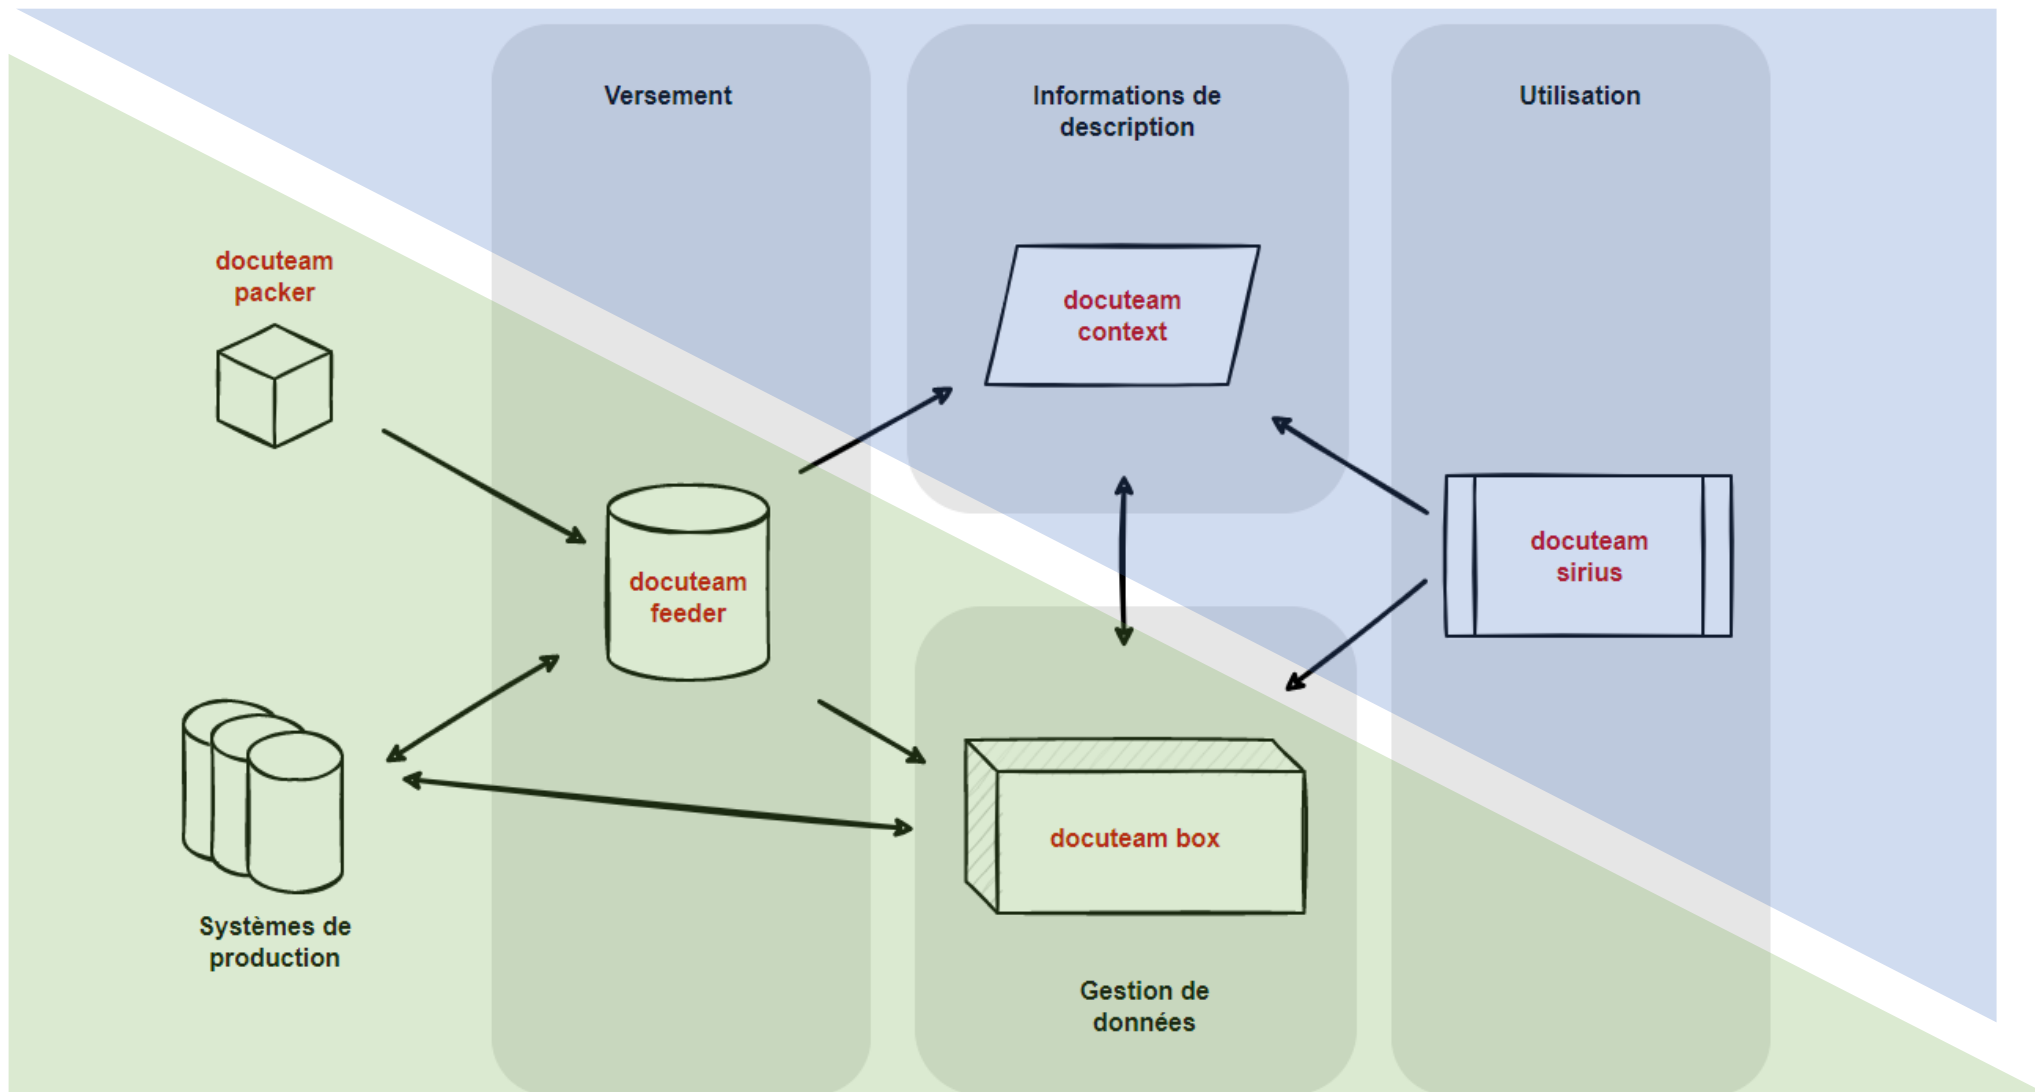 Versement
Informations de
description
Utilisation
docuteam
packer
docuteam
context
docuteam
feeder
docuteam
sirius
docuteam box
Systèmes de
production
Gestion de
données